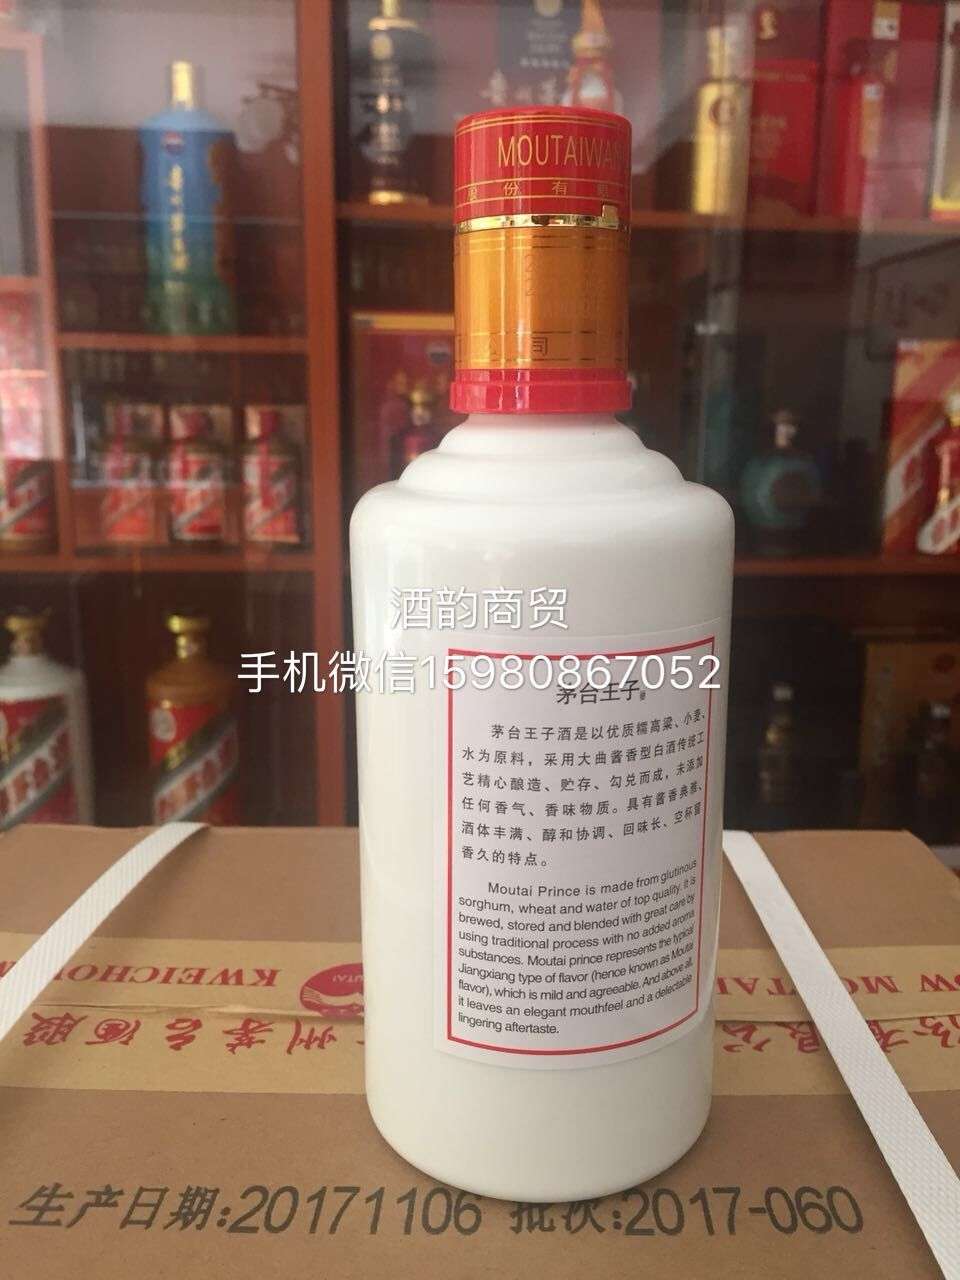 MOUTAIWAN
份有限
公司
酒韵商贸
手机微信15980867052
茅台王子
茅台王子酒是以优质糯高粱、小麦、
水为原料，采用大曲酱香型白酒传统工
艺精心酿造、贮存、勾兑而成，未添加
任何香气、香味物质。具有酱香典雅、
酒体丰满、醇和协调、回味长、空杯留
香久的特点。
Moutai Prince is made from glutinous
sorghum, wheat and water of top quality, it is
brewed, stored and blended with great care by
using traditional process with no added aroma
substances. Moutai prince represents the typical
Jiangxiang type of flavor (hence known as Moutai
flavor), which is mild and agreeable. And above all,
it leaves an elegant mouthfeel and a delectable
lingering aftertaste.
KWEICHO
OW MOUTAI
州茅台酒股
生产日期:20171106 批次:2017-060